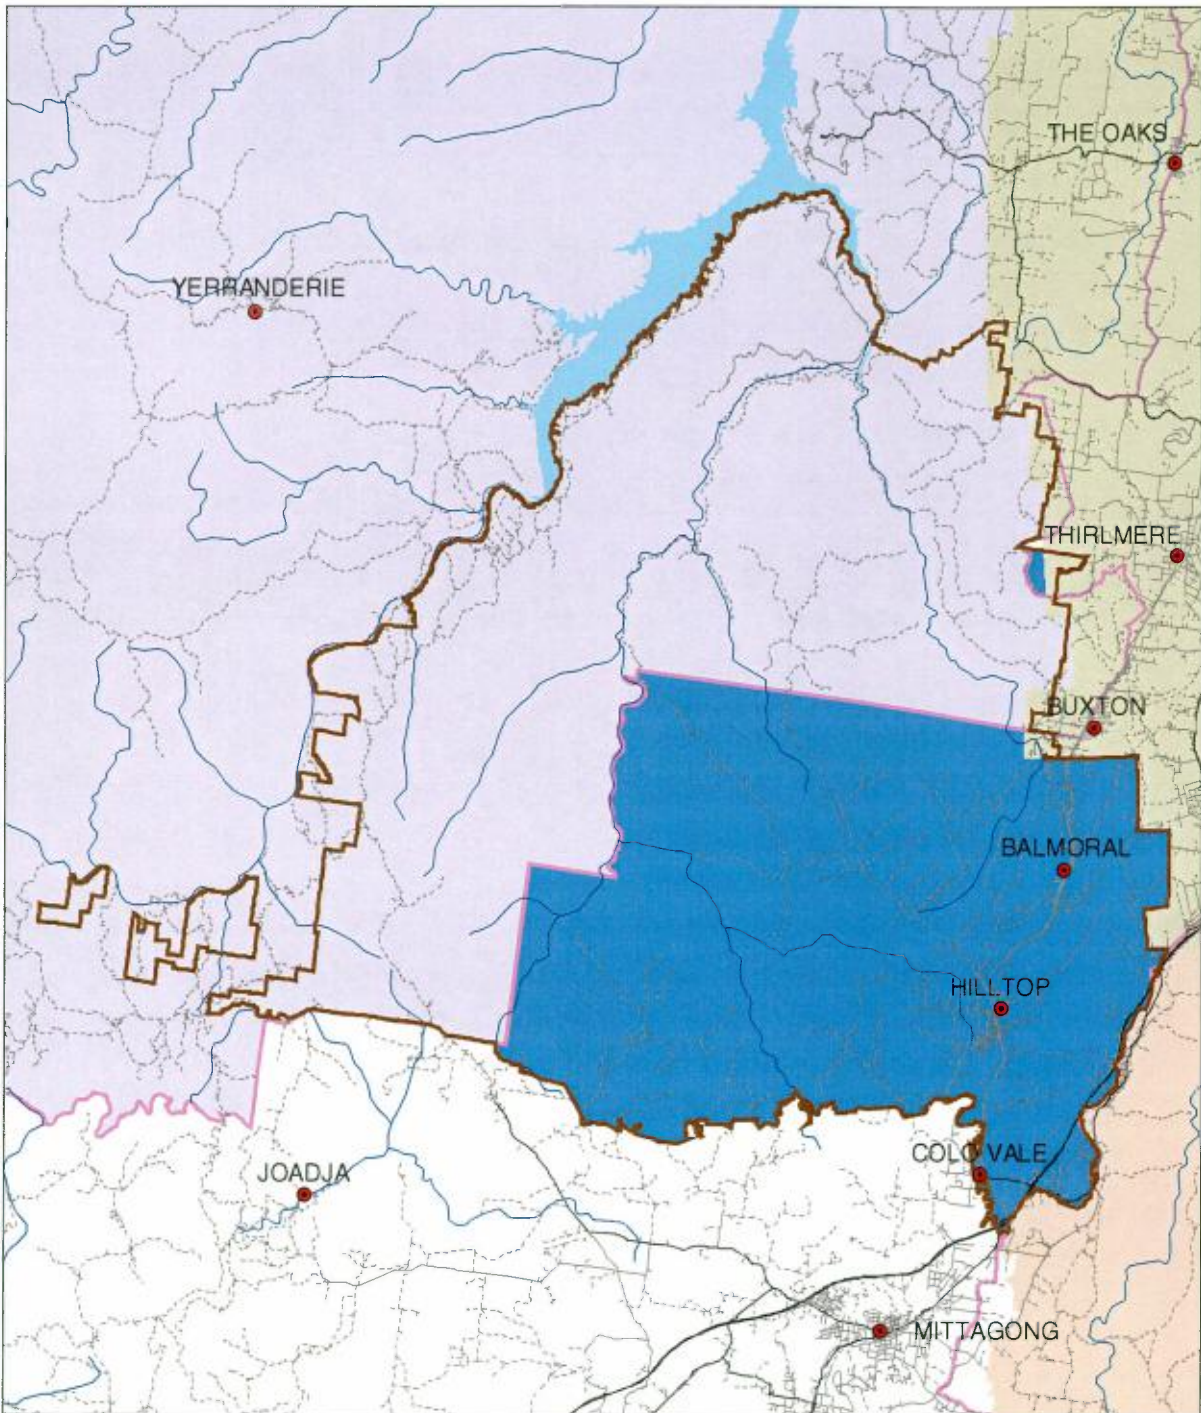 THE OAKS
YERRANDERIE
THIRLMERE
BUXTON
BALMORAL
HILLTOP
COLO VALE
JOADJA
MITTAGONG